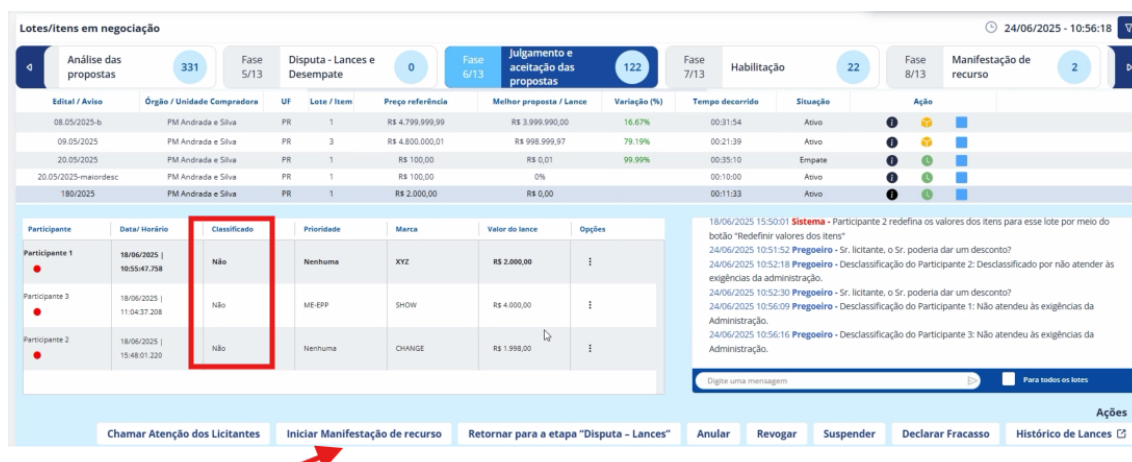 Lotes/itens em negociação
24/06/2025 - 10:56:18
Análise das propostas 331
Fase 5/13 Disputa - Lances e Desempate 0
Fase 6/13 Julgamento e aceitação das propostas 122
Fase 7/13 Habilitação 22
Fase 8/13 Manifestação de recurso 2
Edital / Aviso Órgão / Unidade Compradora UF Lote / Item Preço referência Melhor proposta / Lance Variação (%) Tempo decorrido Situação Ação
08.05/2025-b PM Andrada e Silva PR 1 R$ 4.799.999,99 R$ 3.999.990,00 16.67% 00:31:54 Ativo
09.05/2025 PM Andrada e Silva PR 3 R$ 4.800.000,01 R$ 998.999,97 79.19% 00:21:39 Ativo
20.05/2025 PM Andrada e Silva PR 1 R$ 100,00 R$ 0,01 99.99% 00:35:10 Empate
20.05/2025-maiordesc PM Andrada e Silva PR 1 R$ 100,00 0% 00:10:00 Ativo
180/2025 PM Andrada e Silva PR 1 R$ 2.000,00 R$ 0,00 00:11:33 Ativo
Participante Data/ Horário Classificado Prioridade Marca Valor do lance Opções
Participante 1 18/06/2025 | 10:55:47.758 Não Nenhuma XYZ R$ 2.000,00
Participante 3 18/06/2025 | 11:04:37.208 Não ME-EPP SHOW R$ 4.000,00
Participante 2 18/06/2025 | 15:48:01.220 Não Nenhuma CHANGE R$ 1.998,00
18/06/2025 15:50:01 Sistema - Participante 2 redefina os valores dos itens para esse lote por meio do
botão "Redefinir valores dos itens"
24/06/2025 10:51:52 Pregoeiro - Sr. licitante, o Sr. poderia dar um desconto?
24/06/2025 10:52:18 Pregoeiro - Desclassificação do Participante 2: Desclassificado por não atender às
exigências da administração.
24/06/2025 10:52:30 Pregoeiro - Sr. licitante, o Sr. poderia dar um desconto?
24/06/2025 10:56:09 Pregoeiro - Desclassificação do Participante 1: Não atendeu às exigências da
Administração.
24/06/2025 10:56:16 Pregoeiro - Desclassificação do Participante 3: Não atendeu às exigências da
Administração.
Digite uma mensagem Para todos os lotes
Ações
Chamar Atenção dos Licitantes Iniciar Manifestação de recurso Retornar para a etapa "Disputa – Lances" Anular Revogar Suspender Declarar Fracasso Histórico de Lances